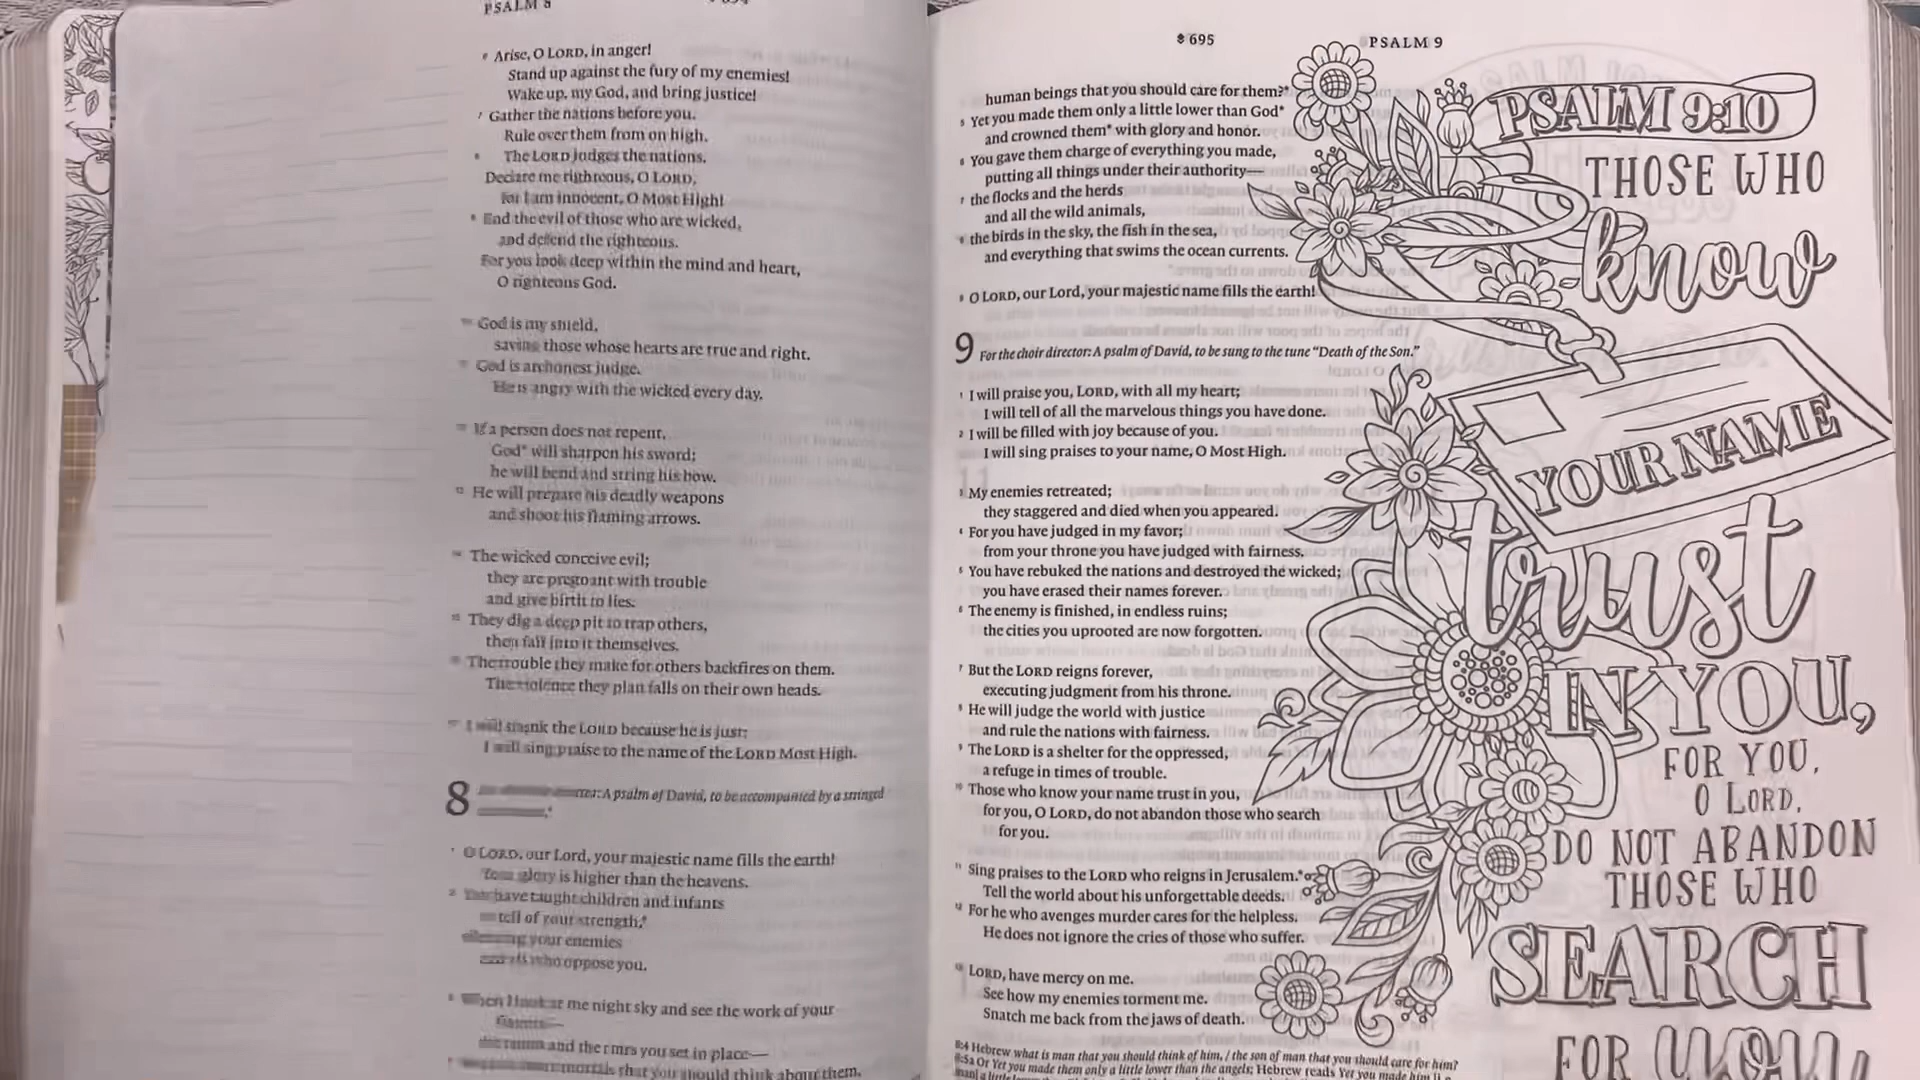 PSALM 8
6 Arise, O LORD, in anger!
Stand up against the fury of my enemies!
Wake up, my God, and bring justice!
7 Gather the nations before you.
Rule over them from on high.
8 The LORD judges the nations.
Declare me righteous, O LORD,
for I am innocent, O Most High!
9 End the evil of those who are wicked,
and defend the righteous.
For you look deep within the mind and heart,
O righteous God.
God is my shield,
saving those whose hearts are true and right.
God is an honest judge.
He is angry with the wicked every day.
If a person does not repent,
God* will sharpen his sword;
he will bend and string his bow.
He will prepare his deadly weapons
and shoot his flaming arrows.
The wicked conceive evil;
they are pregnant with trouble
and give birth to lies.
15 They dig a deep pit to trap others,
then fall into it themselves.
The trouble they make for others backfires on them.
The violence they plan falls on their own heads.
I will thank the LORD because he is just;
I will sing praise to the name of the LORD Most High.
8 A psalm of David, to be accompanied by a stringed
O LORD, our Lord, your majestic name fills the earth!
Your glory is higher than the heavens.
2 You have taught children and infants
tell of your strength,*
your enemies
who oppose you.
3 When I look at the night sky and see the work of your
and the stars you set in place—
mortals that you should think about them,
695 PSALM 9
human beings that you should care for them?*
5 Yet you made them only a little lower than God*
and crowned them* with glory and honor.
6 You gave them charge of everything you made,
putting all things under their authority—
7 the flocks and the herds
and all the wild animals,
8 the birds in the sky, the fish in the sea,
and everything that swims the ocean currents.
9 O LORD, our Lord, your majestic name fills the earth!
9 For the choir director: A psalm of David, to be sung to the tune “Death of the Son.”
1 I will praise you, LORD, with all my heart;
I will tell of all the marvelous things you have done.
2 I will be filled with joy because of you.
I will sing praises to your name, O Most High.
3 My enemies retreated;
they staggered and died when you appeared.
4 For you have judged in my favor;
from your throne you have judged with fairness.
5 You have rebuked the nations and destroyed the wicked;
you have erased their names forever.
6 The enemy is finished, in endless ruins;
the cities you uprooted are now forgotten.
7 But the LORD reigns forever,
executing judgment from his throne.
8 He will judge the world with justice
and rule the nations with fairness.
9 The LORD is a shelter for the oppressed,
a refuge in times of trouble.
10 Those who know your name trust in you,
for you, O LORD, do not abandon those who search
for you.
11 Sing praises to the LORD who reigns in Jerusalem.*
Tell the world about his unforgettable deeds.
12 For he who avenges murder cares for the helpless.
He does not ignore the cries of those who suffer.
13 LORD, have mercy on me.
See how my enemies torment me.
Snatch me back from the jaws of death.
8:4 Hebrew what is man that you should think of him, / the son of man that you should care for him?
8:5a Or Yet you made them only a little lower than the angels; Hebrew reads Yet you made him
PSALM 9:10
THOSE WHO
know
YOUR NAME
trust
IN YOU,
FOR YOU,
O LORD,
DO NOT ABANDON
THOSE WHO
SEARCH
FOR you